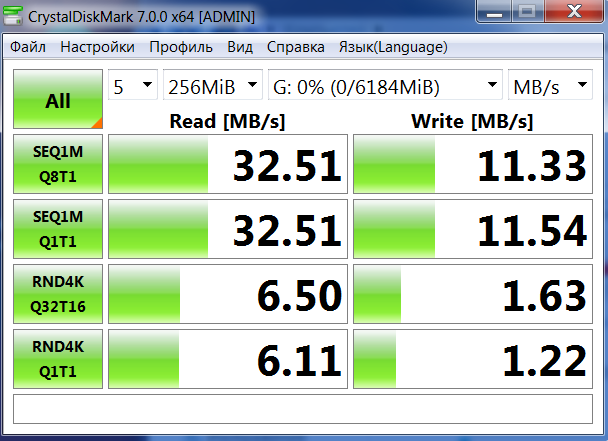 CrystalDiskMark 7.0.0 x64 [ADMIN]
Файл Настройки Профиль Вид Справка Язык(Language)
All 5 256MiB G: 0% (0/6184MiB) MB/s
Read [MB/s] Write [MB/s]
SEQ1M
Q8T1
32.51 11.33
SEQ1M
Q1T1
32.51 11.54
RND4K
Q32T16
6.50 1.63
RND4K
Q1T1
6.11 1.22